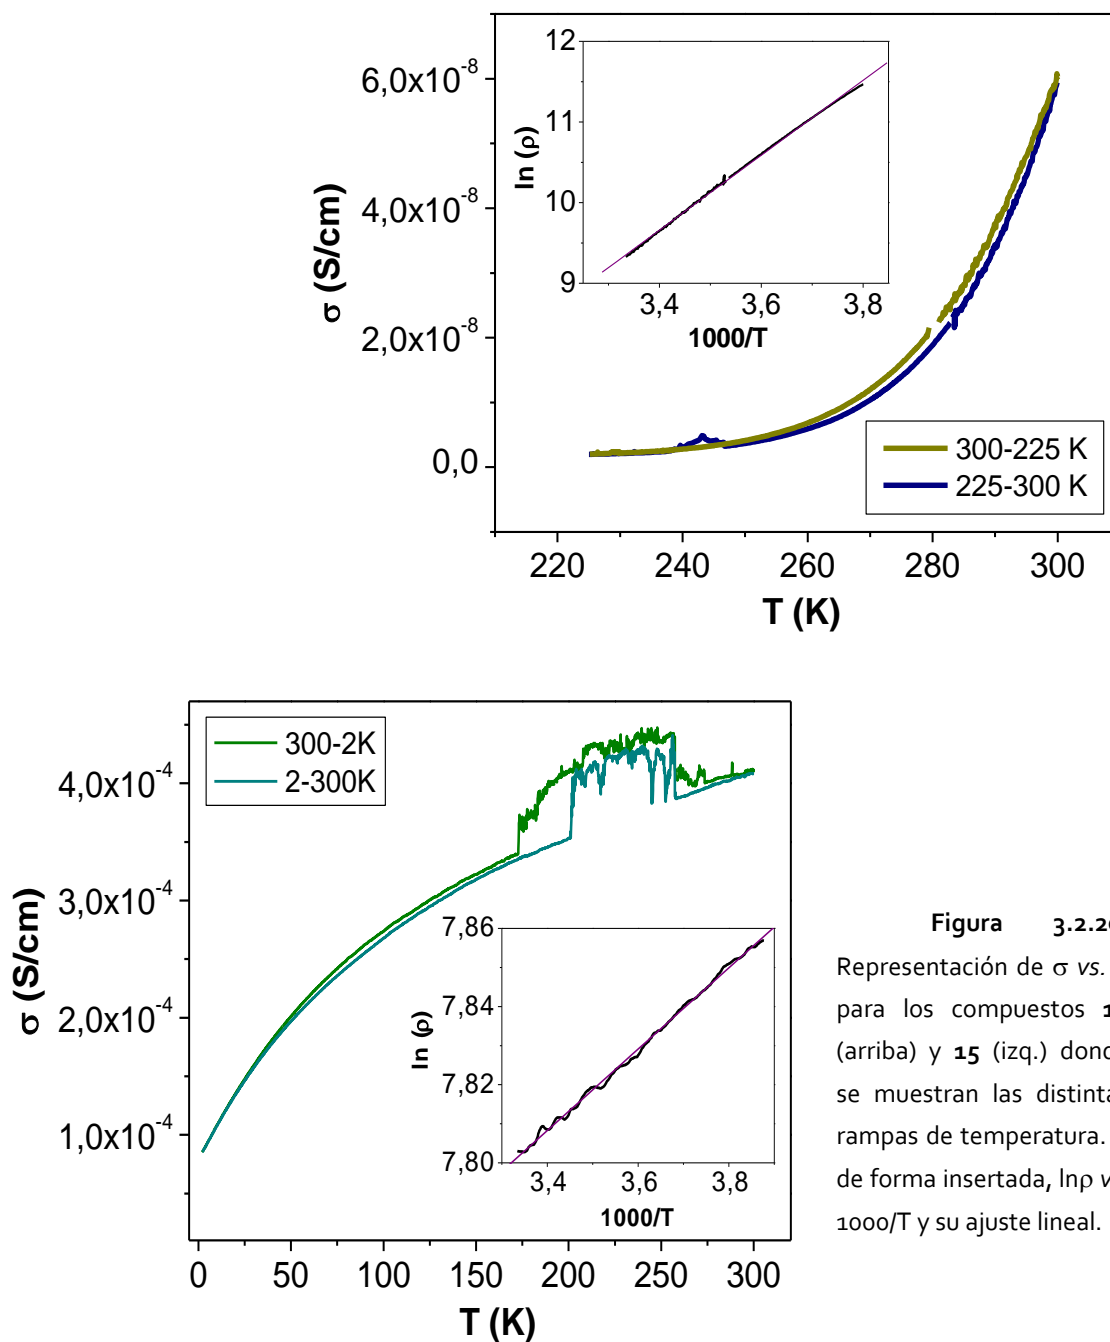 12
11
10
9
ln (ρ)
3,4 3,6 3,8
1000/T
6,0x10-8
4,0x10-8
2,0x10-8
0,0
σ (S/cm)
300-225 K
225-300 K
220 240 260 280 300
T (K)
300-2K
2-300K
4,0x10-4
3,0x10-4
2,0x10-4
1,0x10-4
σ (S/cm)
7,86
7,84
7,82
7,80
ln (ρ)
3,4 3,6 3,8
1000/T
0 50 100 150 200 250 300
T (K)
Figura
Representación de σ vs.
para los compuestos
(arriba) y 15 (izq.)
se muestran las
rampas de temperatura.
de forma insertada, lnρ
1000/T y su ajuste lineal.